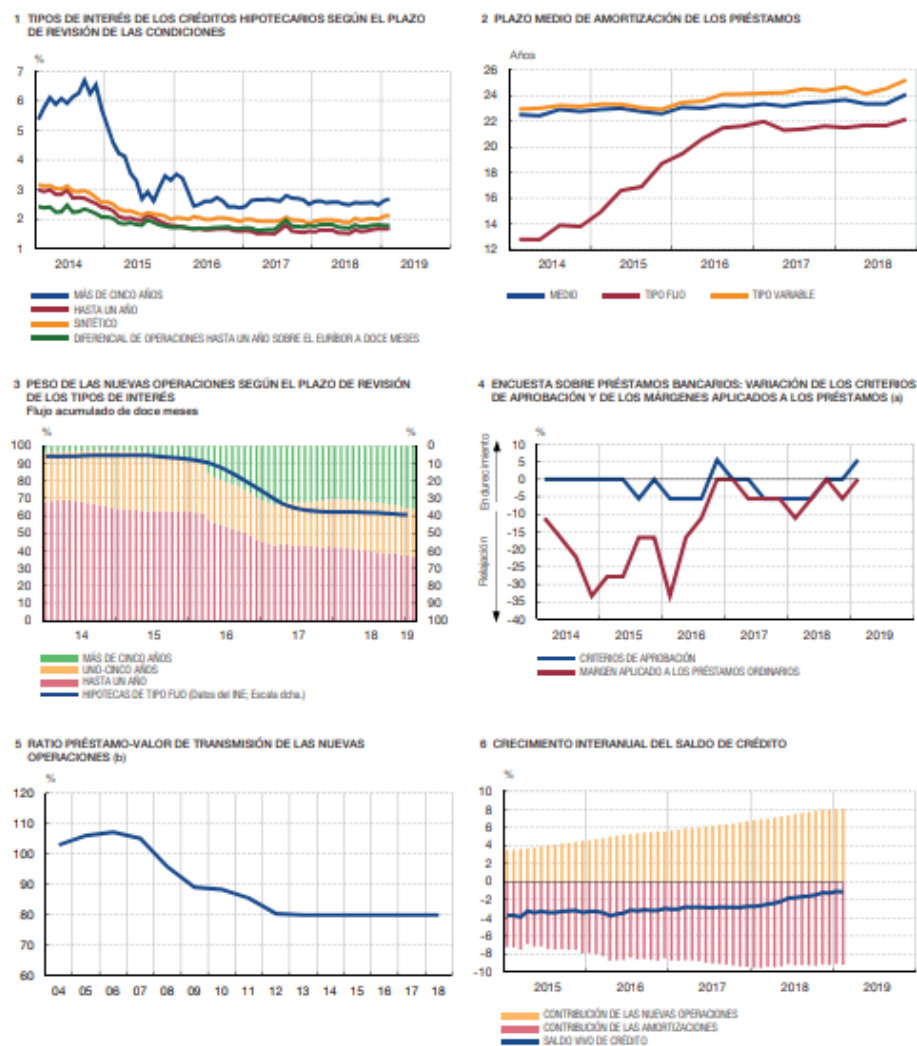 1 TIPOS DE INTERÉS DE LOS CRÉDITOS HIPOTECARIOS SEGÚN EL PLAZO
DE REVISIÓN DE LAS CONDICIONES
%
7
6
5
4
3
2
1
2014 2015 2016 2017 2018 2019
MÁS DE CINCO AÑOS
HASTA UN AÑO
SINTÉTICO
DIFERENCIAL DE OPERACIONES HASTA UN AÑO SOBRE EL EURÍBOR A DOCE MESES
2 PLAZO MEDIO DE AMORTIZACIÓN DE LOS PRÉSTAMOS
Años
26
24
22
20
18
16
14
12
2014 2015 2016 2017 2018
MEDIO TIPO FIJO TIPO VARIABLE
3 PESO DE LAS NUEVAS OPERACIONES SEGÚN EL PLAZO DE REVISIÓN
DE LOS TIPOS DE INTERÉS
Flujo acumulado de doce meses
% %
100 0
90 10
80 20
70 30
60 40
50 50
40 60
30 70
20 80
10 90
0 100
14 15 16 17 18 19
MÁS DE CINCO AÑOS
UNO-CINCO AÑOS
HASTA UN AÑO
HIPOTECAS DE TIPO FIJO (Datos del INE; Escala dcha.)
4 ENCUESTA SOBRE PRÉSTAMOS BANCARIOS: VARIACIÓN DE LOS CRITERIOS
DE APROBACIÓN Y DE LOS MÁRGENES APLICADOS A LOS PRÉSTAMOS (a)
%
Endurecimiento
Relajación
10
5
0
-5
-10
-15
-20
-25
-30
-35
-40
2014 2015 2016 2017 2018 2019
CRITERIOS DE APROBACIÓN
MARGEN APLICADO A LOS PRÉSTAMOS ORDINARIOS
5 RATIO PRÉSTAMO-VALOR DE TRANSMISIÓN DE LAS NUEVAS
OPERACIONES (b)
%
120
110
100
90
80
70
60
04 05 06 07 08 09 10 11 12 13 14 15 16 17 18
6 CRECIMIENTO INTERANUAL DEL SALDO DE CRÉDITO
%
10
8
6
4
2
0
-2
-4
-6
-8
-10
2015 2016 2017 2018 2019
CONTRIBUCIÓN DE LAS NUEVAS OPERACIONES
CONTRIBUCIÓN DE LAS AMORTIZACIONES
SALDO VIVO DE CRÉDITO